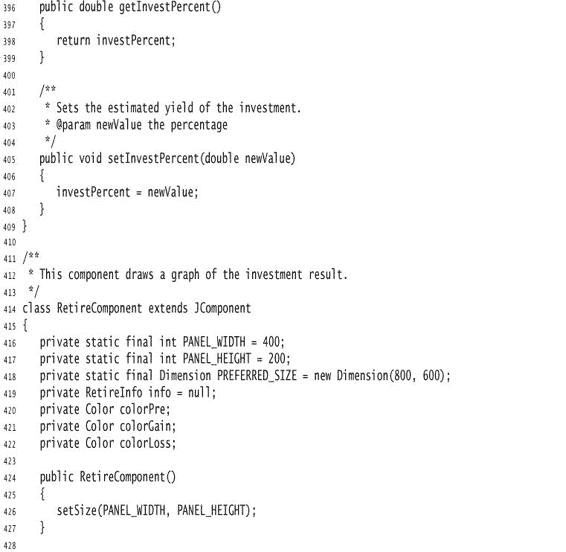 396 public double getInvestPercent()
397 {
398 return investPercent;
399 }
400
401 /**
402 * Sets the estimated yield of the investment.
403 * @param newValue the percentage
404 */
405 public void setInvestPercent(double newValue)
406 {
407 investPercent = newValue;
408 }
409 }
410
411 /**
412 * This component draws a graph of the investment result.
413 */
414 class RetireComponent extends JComponent
415 {
416 private static final int PANEL_WIDTH = 400;
417 private static final int PANEL_HEIGHT = 200;
418 private static final Dimension PREFERRED_SIZE = new Dimension(800, 600);
419 private RetireInfo info = null;
420 private Color colorPre;
421 private Color colorGain;
422 private Color colorLoss;
423
424 public RetireComponent()
425 {
426 setSize(PANEL_WIDTH, PANEL_HEIGHT);
427 }
428